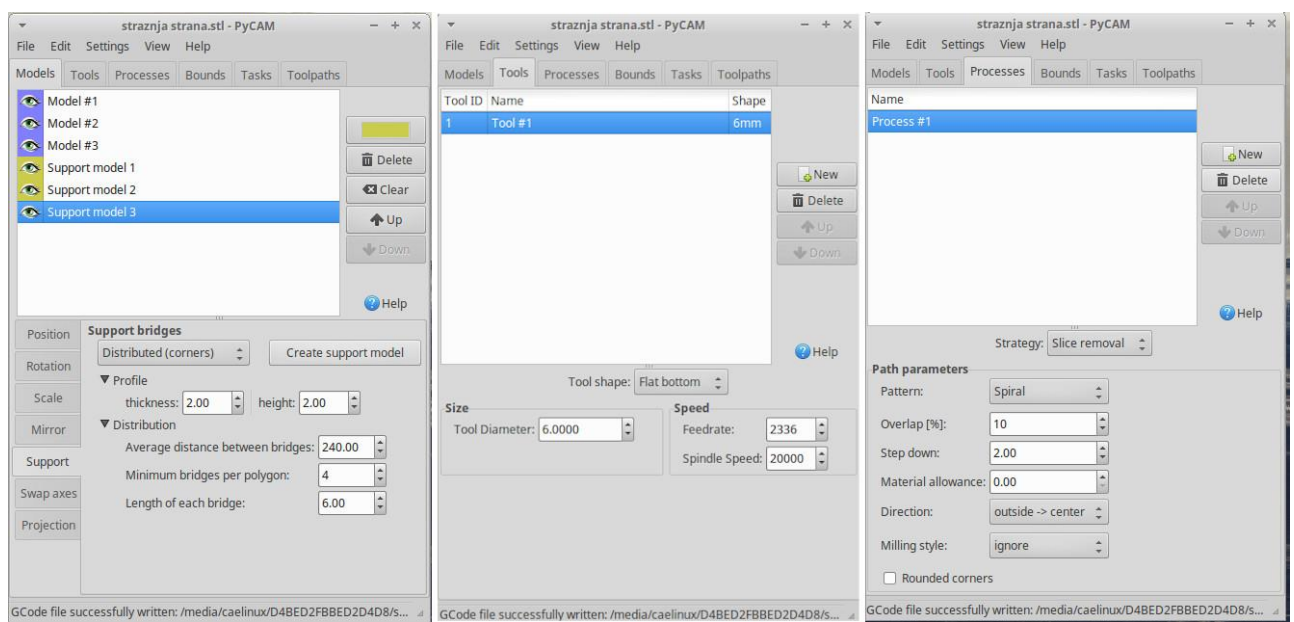 straznja strana.stl - PyCAM
File Edit Settings View Help
Models Tools Processes Bounds Tasks Toolpaths
Model #1
Model #2
Model #3
Support model 1
Support model 2
Support model 3
Delete
Clear
Up
Down
Help
Position
Rotation
Scale
Mirror
Support
Swap axes
Projection
Support bridges
Distributed (corners) Create support model
Profile
thickness: 2.00 height: 2.00
Distribution
Average distance between bridges: 240.00
Minimum bridges per polygon: 4
Length of each bridge: 6.00
GCode file successfully written: /media/caelinux/D4BED2FBBED2D4D8/s...
straznja strana.stl - PyCAM
File Edit Settings View Help
Models Tools Processes Bounds Tasks Toolpaths
Tool ID Name Shape
1 Tool #1 6mm
New
Delete
Up
Down
Help
Tool shape: Flat bottom
Size
Tool Diameter: 6.0000
Speed
Feedrate: 2336
Spindle Speed: 20000
GCode file successfully written: /media/caelinux/D4BED2FBBED2D4D8/s...
straznja strana.stl - PyCAM
File Edit Settings View Help
Models Tools Processes Bounds Tasks Toolpaths
Name
Process #1
New
Delete
Up
Down
Help
Strategy: Slice removal
Path parameters
Pattern: Spiral
Overlap [%]: 10
Step down: 2.00
Material allowance: 0.00
Direction: outside -> center
Milling style: ignore
Rounded corners
GCode file successfully written: /media/caelinux/D4BED2FBBED2D4D8/s...